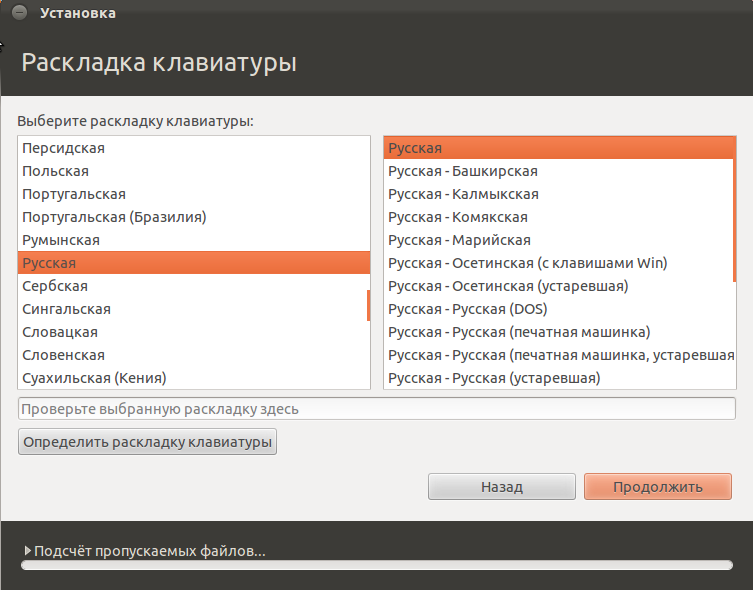 Установка
Раскладка клавиатуры
Выберите раскладку клавиатуры:
Персидская
Польская
Португальская
Португальская (Бразилия)
Румынская
Русская
Сербская
Сингальская
Словацкая
Словенская
Суахильская (Кения)
Русская
Русская - Башкирская
Русская - Калмыкская
Русская - Комякская
Русская - Марийская
Русская - Осетинская (с клавишами Win)
Русская - Осетинская (устаревшая)
Русская - Русская (DOS)
Русская - Русская (печатная машинка)
Русская - Русская (печатная машинка, устаревшая
Русская - Русская (устаревшая)
Проверьте выбранную раскладку здесь
Определить раскладку клавиатуры
Назад
Продолжить
Подсчёт пропускаемых файлов...